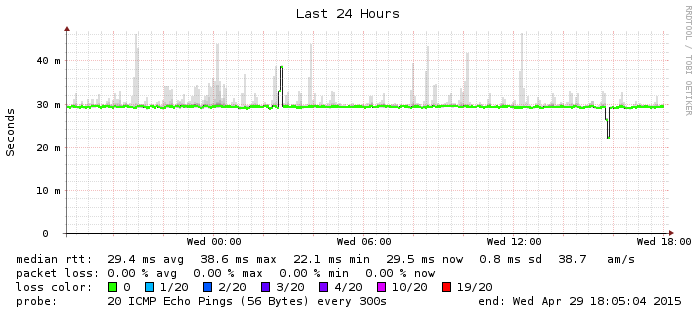 Last 24 Hours
RRDTOOL / TOBI OETIKER
Seconds
40 m
30 m
20 m
10 m
0
Wed 00:00 Wed 06:00 Wed 12:00 Wed 18:00
median rtt: 29.4 ms avg 38.6 ms max 22.1 ms min 29.5 ms now 0.8 ms sd 38.7 am/s
packet loss: 0.00 % avg 0.00 % max 0.00 % min 0.00 % now
loss color: 0 1/20 2/20 3/20 4/20 10/20 19/20
probe: 20 ICMP Echo Pings (56 Bytes) every 300s end: Wed Apr 29 18:05:04 2015